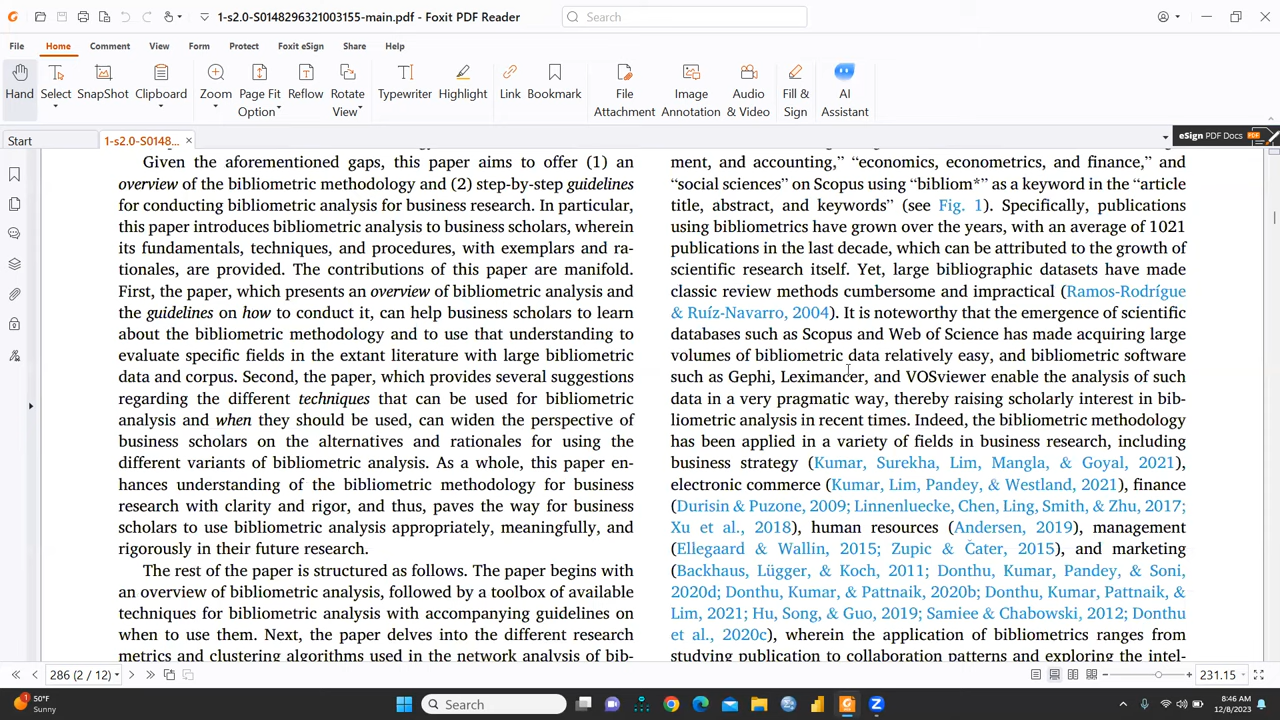 1-s2.0-S0148296321003155-main.pdf - Foxit PDF Reader
Search
File Home Comment View Form Protect Foxit eSign Share Help
Hand Select SnapShot Clipboard Zoom Page Fit Option Reflow Rotate View Typewriter Highlight Link Bookmark File Attachment Image Annotation Audio & Video Fill & Sign AI Assistant
Start
1-s2.0-S0148...
eSign PDF Docs
Given the aforementioned gaps, this paper aims to offer (1) an
overview of the bibliometric methodology and (2) step-by-step guidelines
for conducting bibliometric analysis for business research. In particular,
this paper introduces bibliometric analysis to business scholars, wherein
its fundamentals, techniques, and procedures, with exemplars and ra-
tionales, are provided. The contributions of this paper are manifold.
First, the paper, which presents an overview of bibliometric analysis and
the guidelines on how to conduct it, can help business scholars to learn
about the bibliometric methodology and to use that understanding to
evaluate specific fields in the extant literature with large bibliometric
data and corpus. Second, the paper, which provides several suggestions
regarding the different techniques that can be used for bibliometric
analysis and when they should be used, can widen the perspective of
business scholars on the alternatives and rationales for using the
different variants of bibliometric analysis. As a whole, this paper en-
hances understanding of the bibliometric methodology for business
research with clarity and rigor, and thus, paves the way for business
scholars to use bibliometric analysis appropriately, meaningfully, and
rigorously in their future research.
The rest of the paper is structured as follows. The paper begins with
an overview of bibliometric analysis, followed by a toolbox of available
techniques for bibliometric analysis with accompanying guidelines on
when to use them. Next, the paper delves into the different research
metrics and clustering algorithms used in the network analysis of bib-
ment, and accounting,” “economics, econometrics, and finance,” and
“social sciences” on Scopus using “bibliom*” as a keyword in the “article
title, abstract, and keywords” (see Fig. 1). Specifically, publications
using bibliometrics have grown over the years, with an average of 1021
publications in the last decade, which can be attributed to the growth of
scientific research itself. Yet, large bibliographic datasets have made
classic review methods cumbersome and impractical (Ramos-Rodrígue
& Ruíz-Navarro, 2004). It is noteworthy that the emergence of scientific
databases such as Scopus and Web of Science has made acquiring large
volumes of bibliometric data relatively easy, and bibliometric software
such as Gephi, Leximancer, and VOSviewer enable the analysis of such
data in a very pragmatic way, thereby raising scholarly interest in bib-
liometric analysis in recent times. Indeed, the bibliometric methodology
has been applied in a variety of fields in business research, including
business strategy (Kumar, Surekha, Lim, Mangla, & Goyal, 2021),
electronic commerce (Kumar, Lim, Pandey, & Westland, 2021), finance
(Durisin & Puzone, 2009; Linnenluecke, Chen, Ling, Smith, & Zhu, 2017;
Xu et al., 2018), human resources (Andersen, 2019), management
(Ellegaard & Wallin, 2015; Zupic & Čater, 2015), and marketing
(Backhaus, Lügger, & Koch, 2011; Donthu, Kumar, Pandey, & Soni,
2020d; Donthu, Kumar, & Pattnaik, 2020b; Donthu, Kumar, Pattnaik, &
Lim, 2021; Hu, Song, & Guo, 2019; Samiee & Chabowski, 2012; Donthu
et al., 2020c), wherein the application of bibliometrics ranges from
studying publication to collaboration patterns and exploring the intel-
286 (2 / 12)
231.15
50°F
Sunny
Search
8:46 AM
12/8/2023